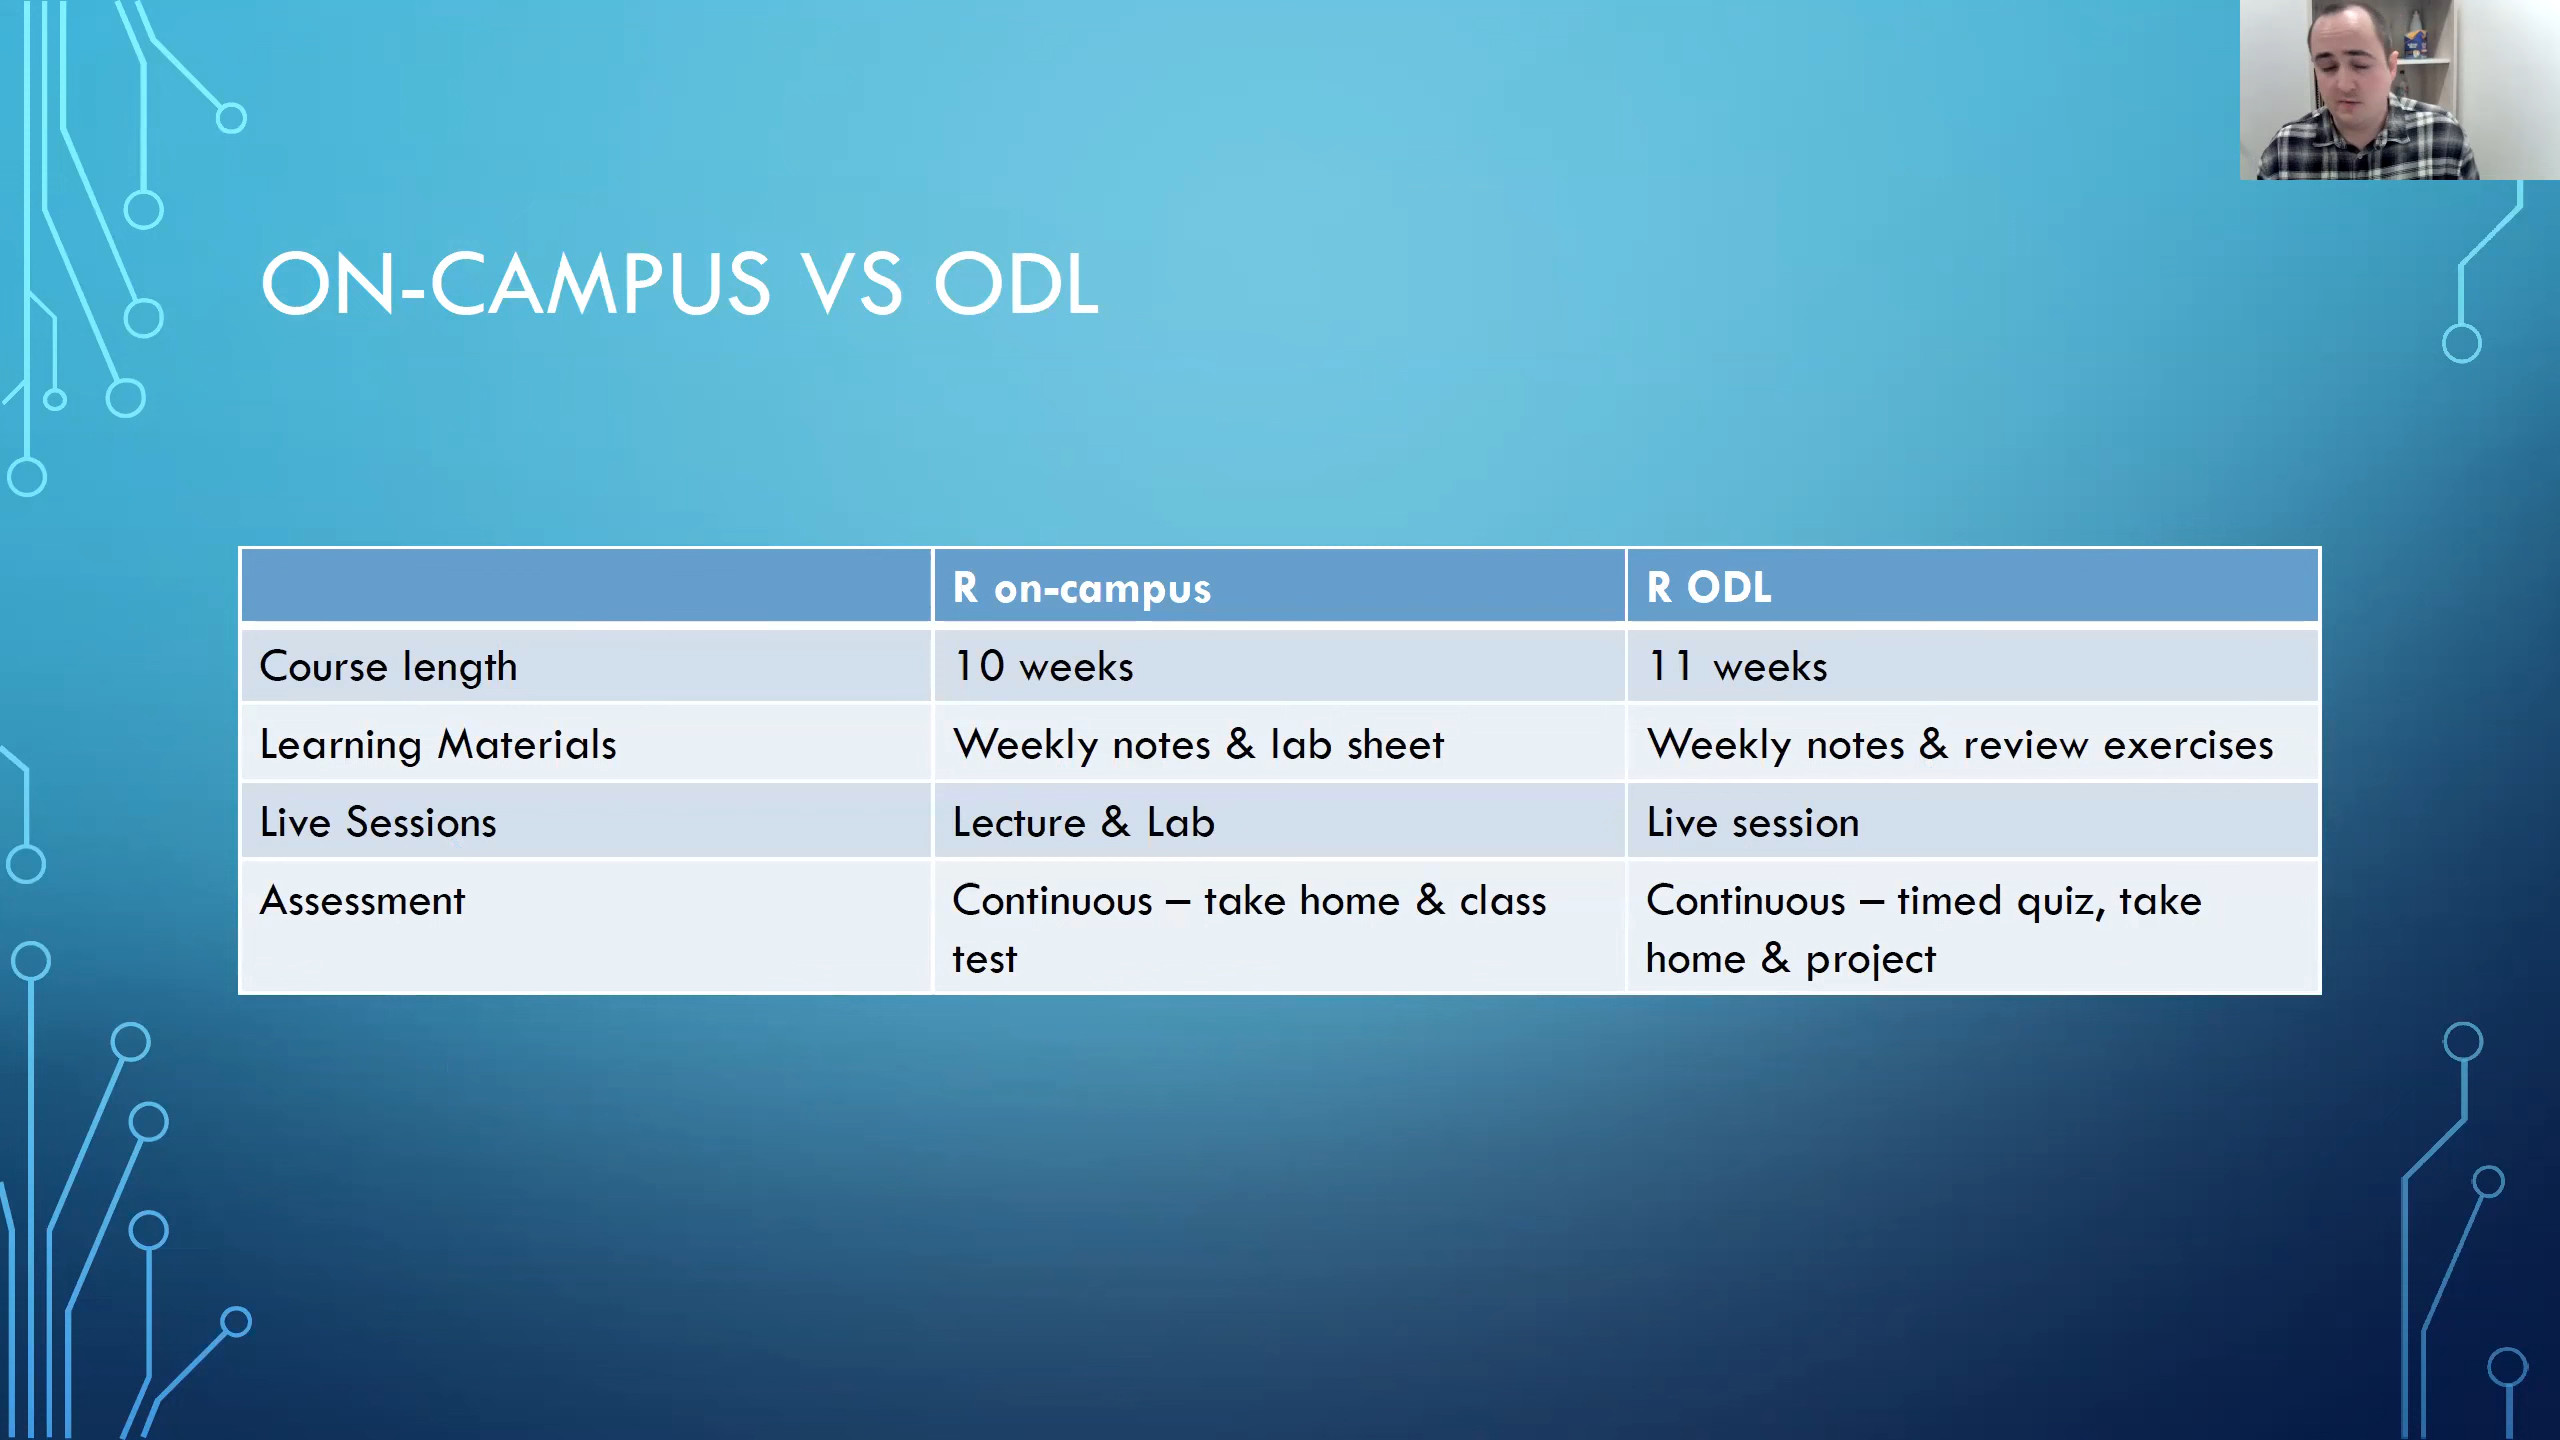 ON-CAMPUS VS ODL
R on-campus
R ODL
Course length
10 weeks
11 weeks
Learning Materials
Weekly notes & lab sheet
Weekly notes & review exercises
Live Sessions
Lecture & Lab
Live session
Assessment
Continuous – take home & class
test
Continuous – timed quiz, take
home & project